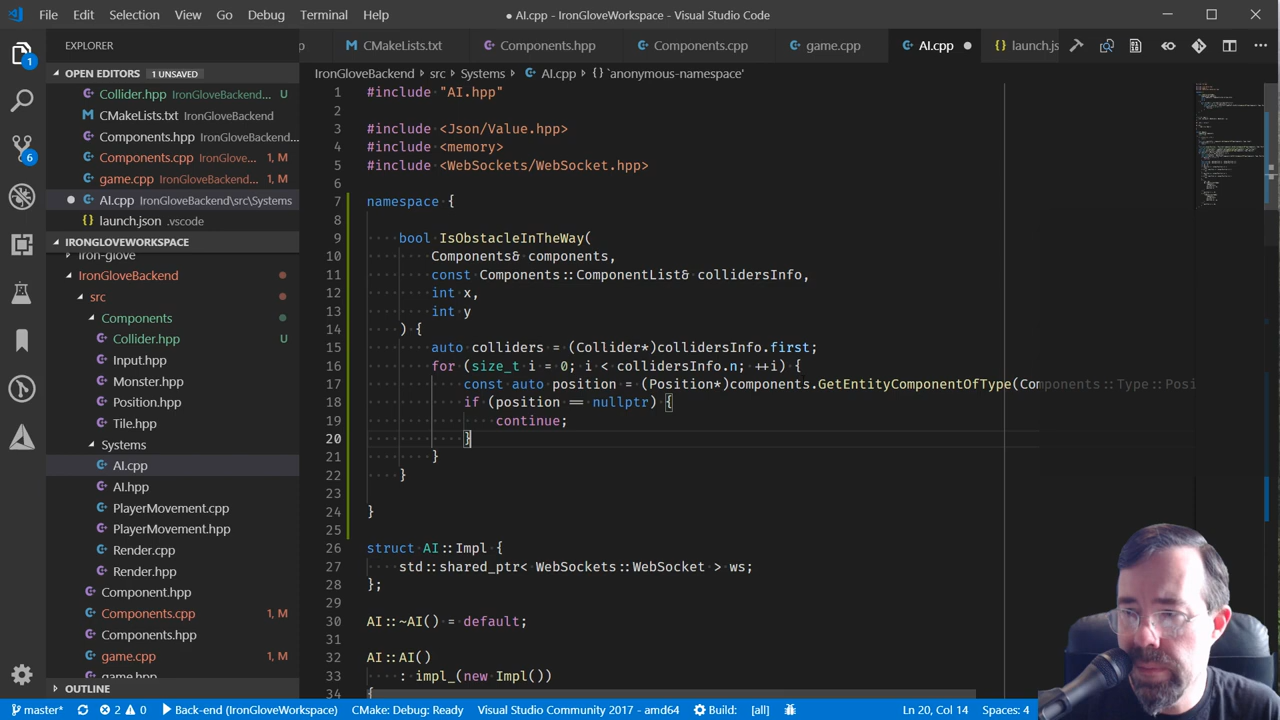 File Edit Selection View Go Debug Terminal Help
● AI.cpp - IronGloveWorkspace - Visual Studio Code
EXPLORER
OPEN EDITORS 1 UNSAVED
Collider.hpp IronGloveBackend... U
CMakeLists.txt IronGloveBackend
Components.hpp IronGloveBackend...
Components.cpp IronGlove... 1, M
game.cpp IronGloveBackend... 1, M
AI.cpp IronGloveBackend\src\Systems
launch.json .vscode
IRONGLOVEWORKSPACE
iron-glove
IronGloveBackend
src
Components
Collider.hpp U
Input.hpp
Monster.hpp
Position.hpp
Tile.hpp
Systems
AI.cpp
AI.hpp
PlayerMovement.cpp
PlayerMovement.hpp
Render.cpp
Render.hpp
Component.hpp
Components.cpp 1, M
Components.hpp
game.cpp 1, M
game.hpp
OUTLINE
1
6
p CMakeLists.txt Components.hpp Components.cpp game.cpp AI.cpp ● launch.js
IronGloveBackend › src › Systems › AI.cpp › {} `anonymous-namespace'
1 #include "AI.hpp"
2
3 #include <Json/Value.hpp>
4 #include <memory>
5 #include <WebSockets/WebSocket.hpp>
6
7 namespace {
8
9 bool IsObstacleInTheWay(
10 Components& components,
11 const Components::ComponentList& collidersInfo,
12 int x,
13 int y
14 ) {
15 auto colliders = (Collider*)collidersInfo.first;
16 for (size_t i = 0; i < collidersInfo.n; ++i) {
17 const auto position = (Position*)components.GetEntityComponentOfType(Components::Type::Posi
18 if (position == nullptr) {
19 continue;
20 }
21 }
22 }
23
24 }
25
26 struct AI::Impl {
27 std::shared_ptr< WebSockets::WebSocket > ws;
28 };
29
30 AI::~AI() = default;
31
32 AI::AI()
33 : impl_(new Impl())
34 {
master* 2 0 Back-end (IronGloveWorkspace) CMake: Debug: Ready Visual Studio Community 2017 - amd64 Build: [all] Ln 20, Col 14 Spaces: 4